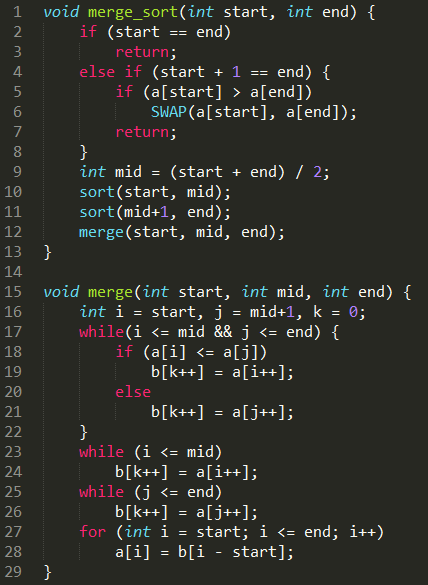 1 void merge_sort(int start, int end) {
2     if (start == end)
3         return;
4     else if (start + 1 == end) {
5         if (a[start] > a[end])
6             SWAP(a[start], a[end]);
7         return;
8     }
9     int mid = (start + end) / 2;
10     sort(start, mid);
11     sort(mid+1, end);
12     merge(start, mid, end);
13 }
14
15 void merge(int start, int mid, int end) {
16     int i = start, j = mid+1, k = 0;
17     while(i <= mid && j <= end) {
18         if (a[i] <= a[j])
19             b[k++] = a[i++];
20         else
21             b[k++] = a[j++];
22     }
23     while (i <= mid)
24         b[k++] = a[i++];
25     while (j <= end)
26         b[k++] = a[j++];
27     for (int i = start; i <= end; i++)
28         a[i] = b[i - start];
29 }